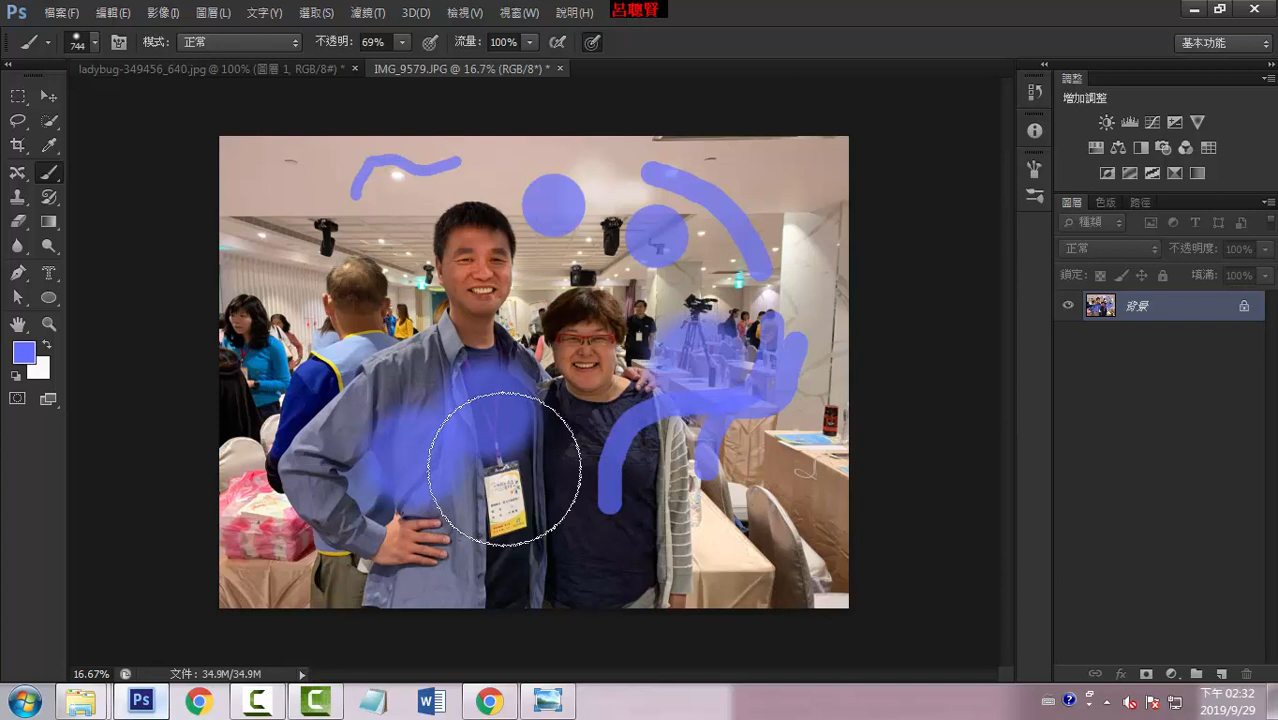 Ps 檔案(F) 編輯(E) 影像(I) 圖層(L) 文字(Y) 選取(S) 濾鏡(T) 3D(D) 檢視(V) 視窗(W) 說明(H) 呂聰賢
744 模式: 正常 不透明: 69% 流量: 100% 基本功能
ladybug-349456_640.jpg @ 100% (圖層 1, RGB/8#) * × IMG_9579.JPG @ 16.7% (RGB/8*) * ×
調整
增加調整
圖層 色版 路徑
種類
正常 不透明度: 100%
鎖定: 填滿: 100%
背景
16.67% 文件: 34.9M/34.9M
Ps W 下午 02:32
2019/9/29